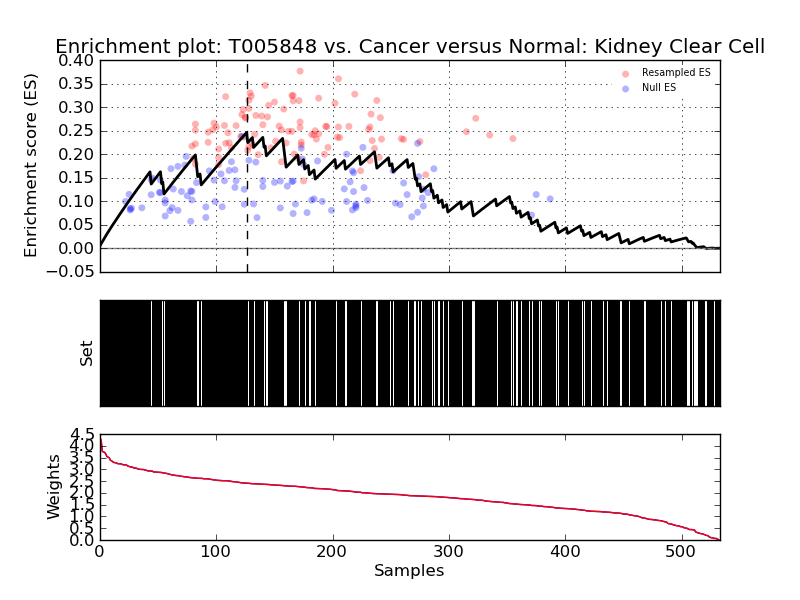 Enrichment plot: T005848 vs. Cancer versus Normal: Kidney Clear Cell
Enrichment score (ES)
0.40
0.35
0.30
0.25
0.20
0.15
0.10
0.05
0.00
−0.05
Resampled ES
Null ES
Set
Weights
4.5
4.0
3.5
3.0
2.5
2.0
1.5
1.0
0.5
0.0
0 100 200 300 400 500
Samples